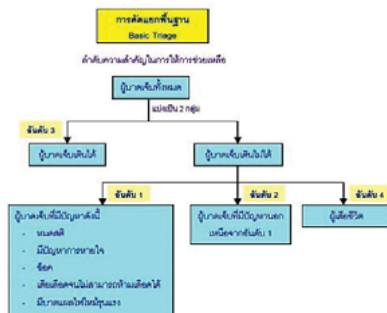 การคัดแยกพื้นฐาน
Basic Triage
ลำดับความสำคัญในการให้การช่วยเหลือ
ผู้บาดเจ็บทั้งหมด
แบ่งเป็น 2 กลุ่ม
อันดับ 3
ผู้บาดเจ็บเดินได้
ผู้บาดเจ็บเดินไม่ได้
อันดับ 1
อันดับ 2
อันดับ 4
ผู้บาดเจ็บที่มีปัญหาดังนี้
- หมดสติ
- มีปัญหาการหายใจ
- ช็อค
- เสียเลือดจนไม่สามารถห้ามเลือดได้
- มีบาดแผลไฟไหม้รุนแรง
ผู้บาดเจ็บที่มีปัญหานอก
เหนือจากอันดับ 1
ผู้เสียชีวิต